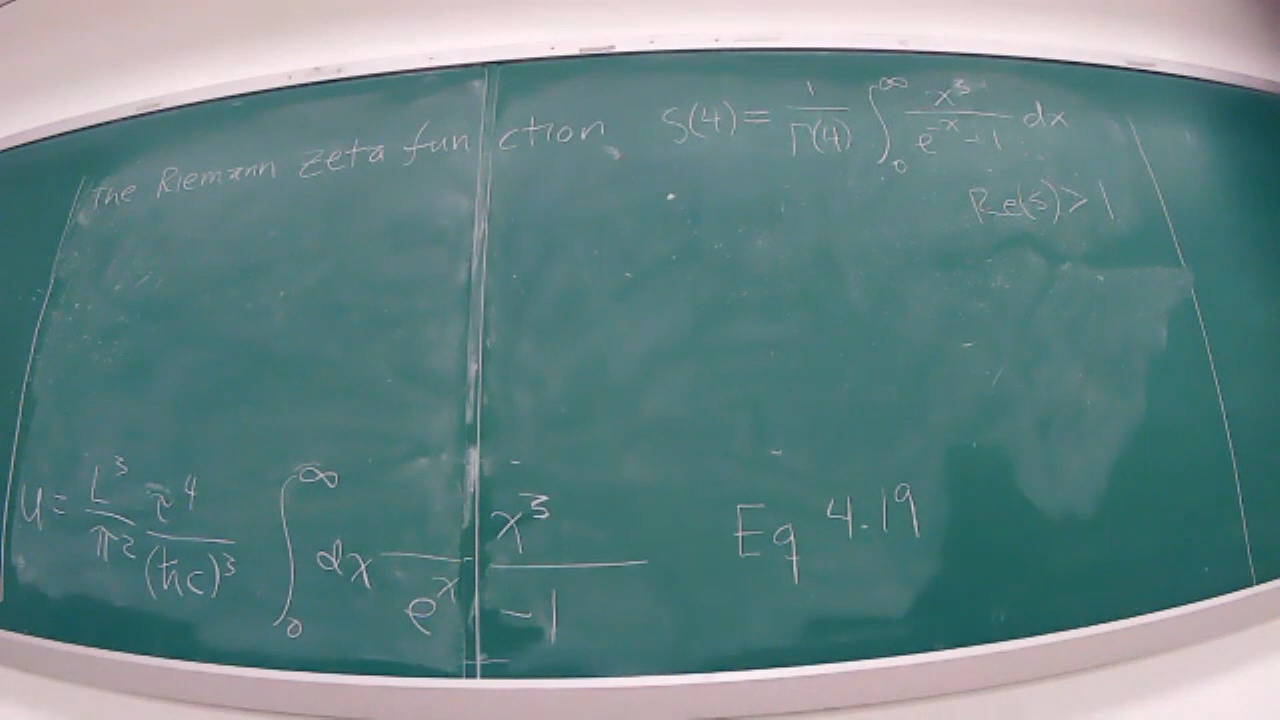 The Riemann zeta function, ζ(4) = 1/Γ(4) ∫₀^∞ x³/(e^-x - 1) dx
Re(s) > 1
U = L³/π² τ⁴/(ħc)³ ∫₀^∞ dx x³/(e^x - 1) Eq 4.19